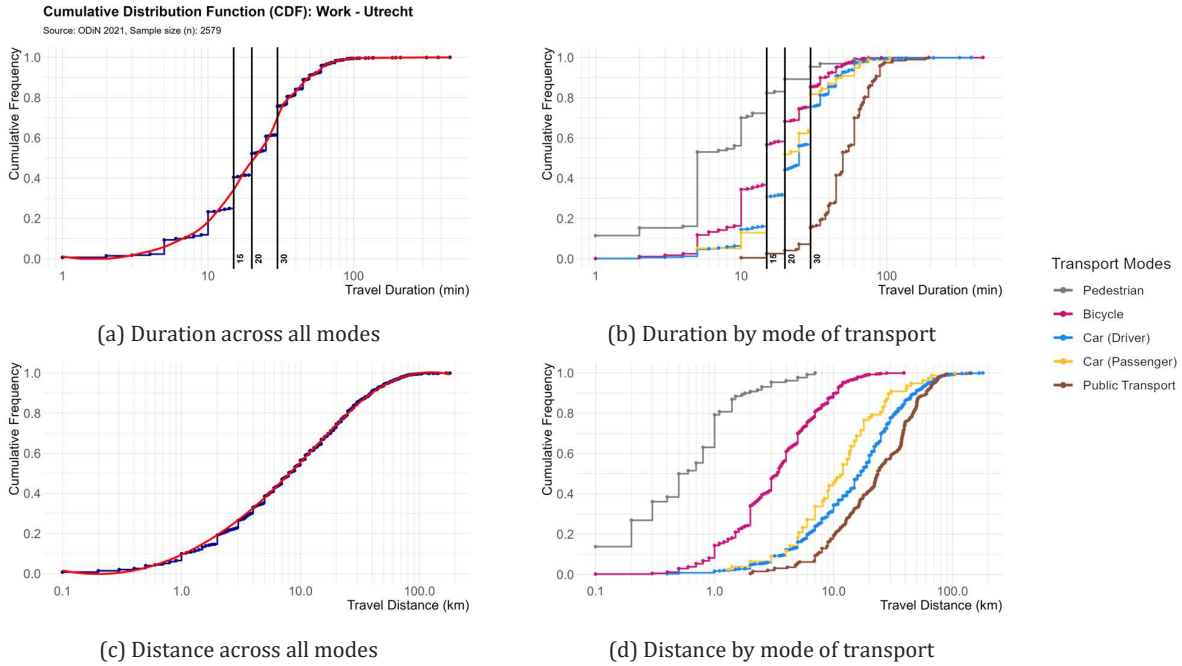 Cumulative Distribution Function (CDF): Work - Utrecht
Source: ODiN 2021, Sample size (n): 2579
Cumulative Frequency
1.0
0.8
0.6
0.4
0.2
0.0
15
20
30
1
10
100
Travel Duration (min)
(a) Duration across all modes
Cumulative Frequency
1.0
0.8
0.6
0.4
0.2
0.0
15
20
30
1
10
100
Travel Duration (min)
(b) Duration by mode of transport
Transport Modes
Pedestrian
Bicycle
Car (Driver)
Car (Passenger)
Public Transport
Cumulative Frequency
1.0
0.8
0.6
0.4
0.2
0.0
0.1
1.0
10.0
100.0
Travel Distance (km)
(c) Distance across all modes
Cumulative Frequency
1.0
0.8
0.6
0.4
0.2
0.0
0.1
1.0
10.0
100.0
Travel Distance (km)
(d) Distance by mode of transport